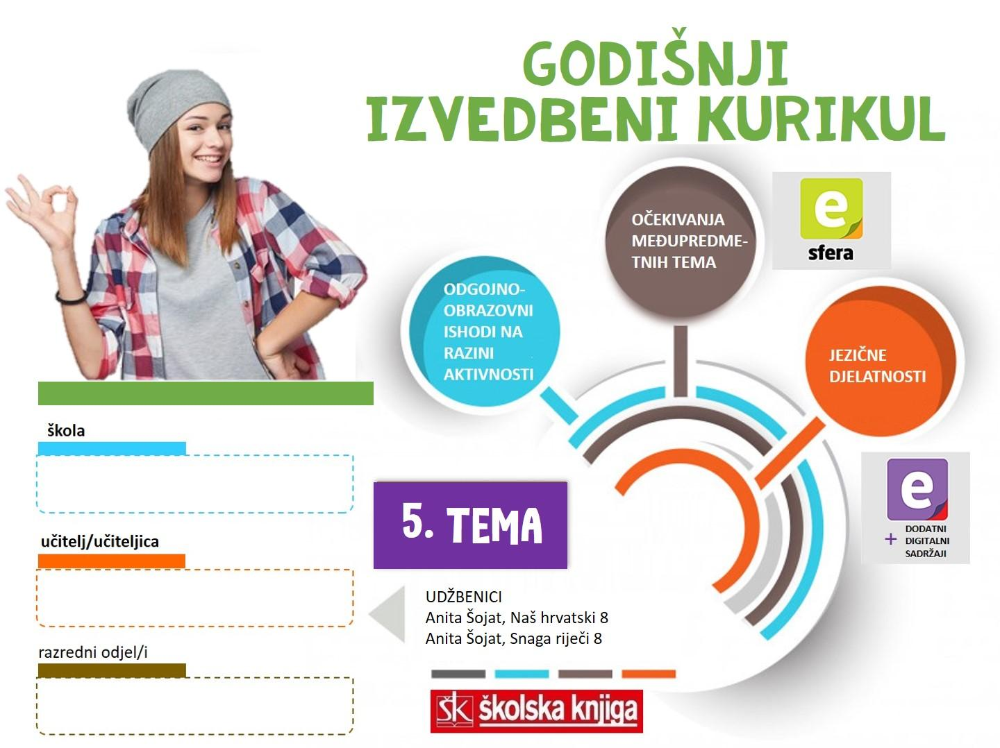 GODIŠNJI
IZVEDBENI KURIKUL
OČEKIVANJA
MEĐUPREDME-
TNIH TEMA
e
sfera
ODGOJNO-
OBRAZOVNI
ISHODI NA
RAZINI
AKTIVNOSTI
JEZIČNE
DJELATNOSTI
škola
e
+ DODATNI
DIGITALNI
SADRŽAJI
5. TEMA
učitelj/učiteljica
UDŽBENICI
Anita Šojat, Naš hrvatski 8
Anita Šojat, Snaga riječi 8
razredni odjel/i
šk školska knjiga